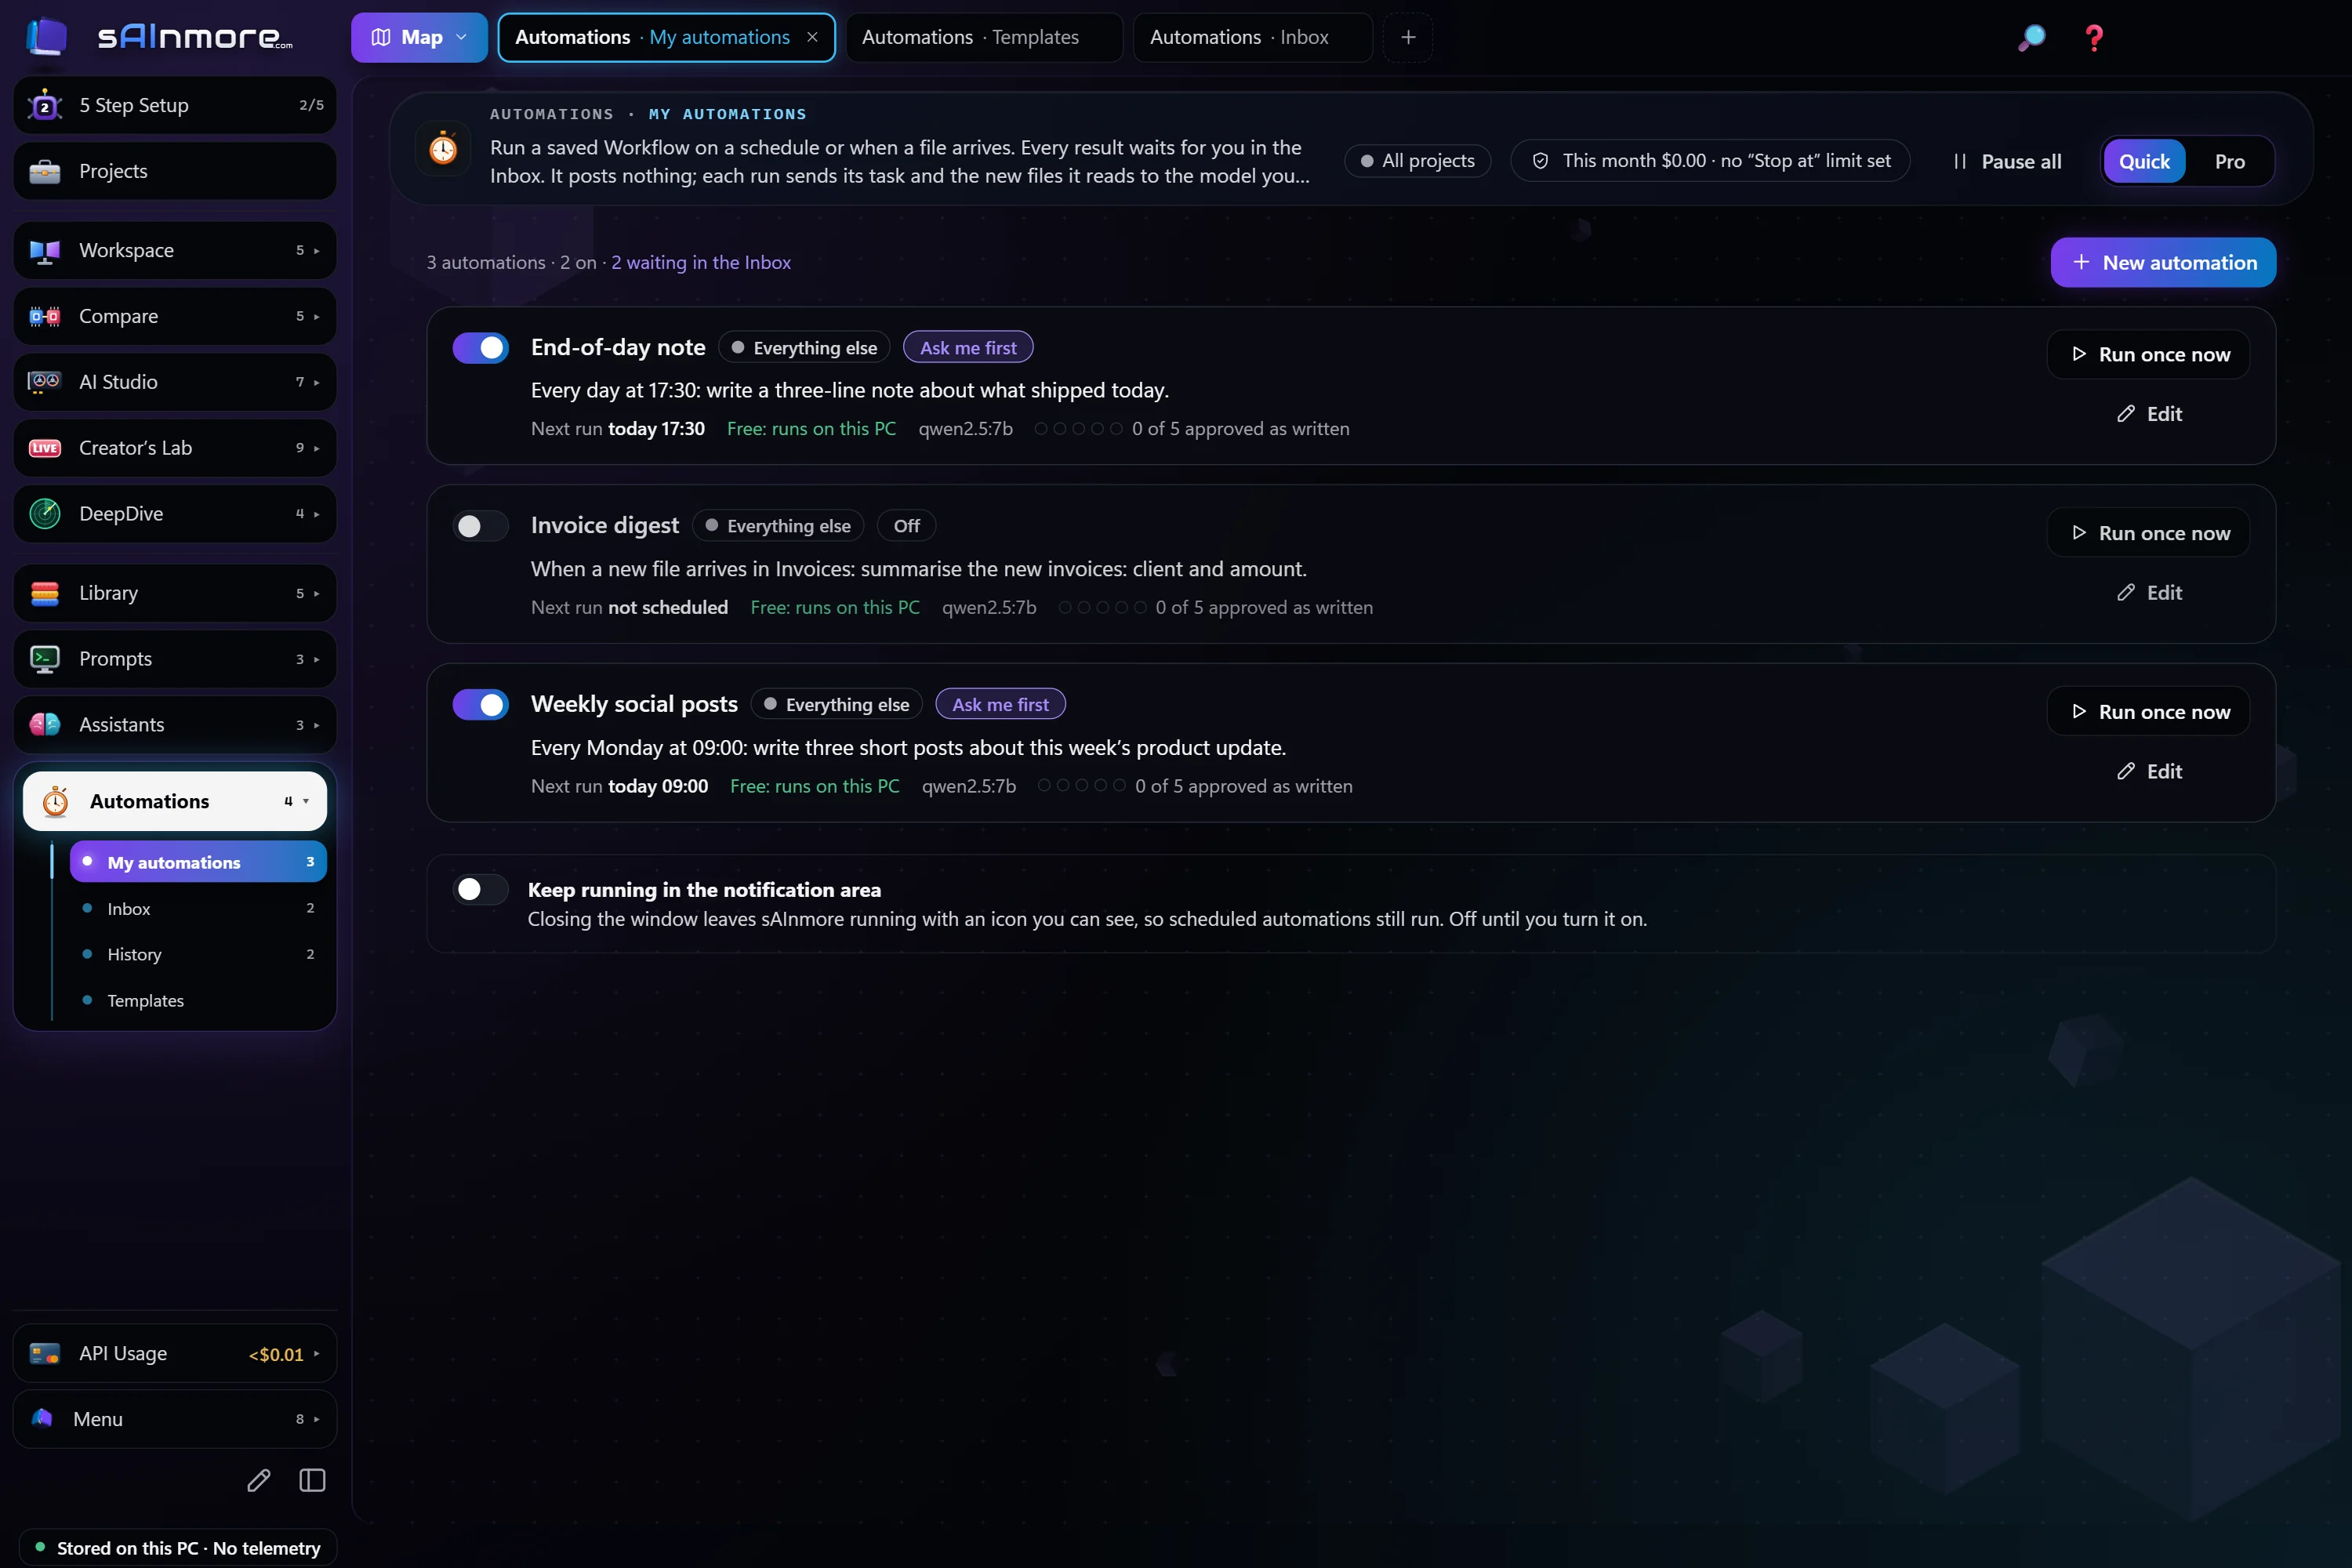 sAInmore.com
Map
Automations · My automations
Automations · Templates
Automations · Inbox
5 Step Setup 2/5
Projects
Workspace 5
Compare 5
AI Studio 7
LIVE Creator's Lab 9
DeepDive 4
Library 5
Prompts 3
Assistants 3
Automations 4
My automations 3
Inbox 2
History 2
Templates
API Usage <$0.01
Menu 8
Stored on this PC · No telemetry
AUTOMATIONS · MY AUTOMATIONS
Run a saved Workflow on a schedule or when a file arrives. Every result waits for you in the
Inbox. It posts nothing; each run sends its task and the new files it reads to the model you...
All projects
This month $0.00 · no “Stop at” limit set
Pause all
Quick
Pro
3 automations · 2 on · 2 waiting in the Inbox
+ New automation
End-of-day note Everything else Ask me first
Every day at 17:30: write a three-line note about what shipped today.
Next run today 17:30 Free: runs on this PC qwen2.5:7b 0 of 5 approved as written
Run once now
Edit
Invoice digest Everything else Off
When a new file arrives in Invoices: summarise the new invoices: client and amount.
Next run not scheduled Free: runs on this PC qwen2.5:7b 0 of 5 approved as written
Run once now
Edit
Weekly social posts Everything else Ask me first
Every Monday at 09:00: write three short posts about this week’s product update.
Next run today 09:00 Free: runs on this PC qwen2.5:7b 0 of 5 approved as written
Run once now
Edit
Keep running in the notification area
Closing the window leaves sAInmore running with an icon you can see, so scheduled automations still run. Off until you turn it on.